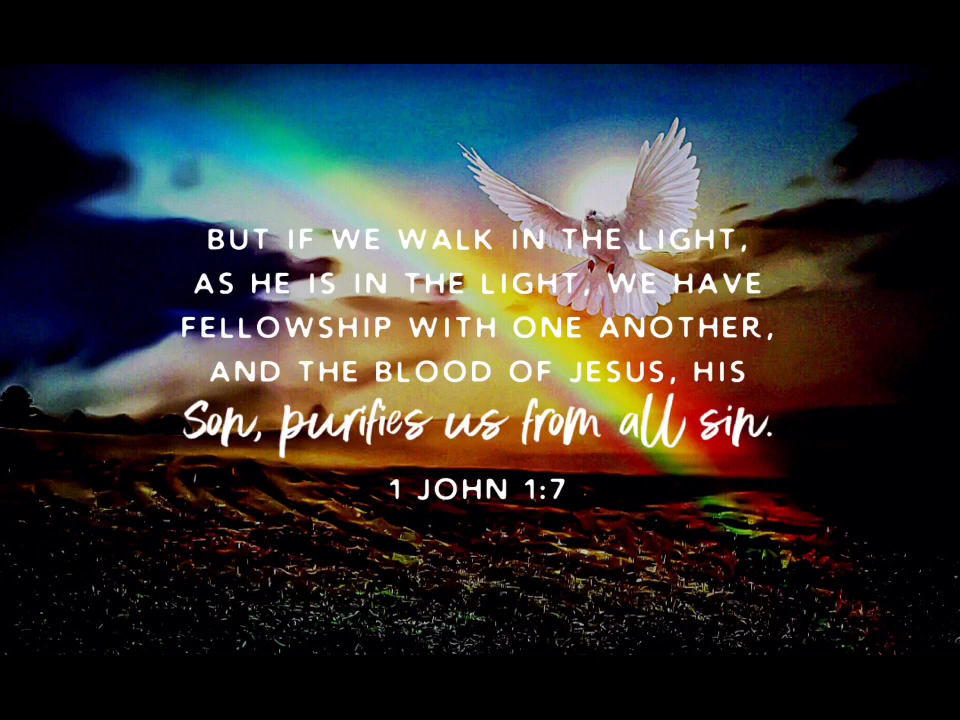 BUT IF WE WALK IN THE LIGHT,
AS HE IS IN THE LIGHT, WE HAVE
FELLOWSHIP WITH ONE ANOTHER,
AND THE BLOOD OF JESUS, HIS
Son, purifies us from all sin.
1 JOHN 1:7